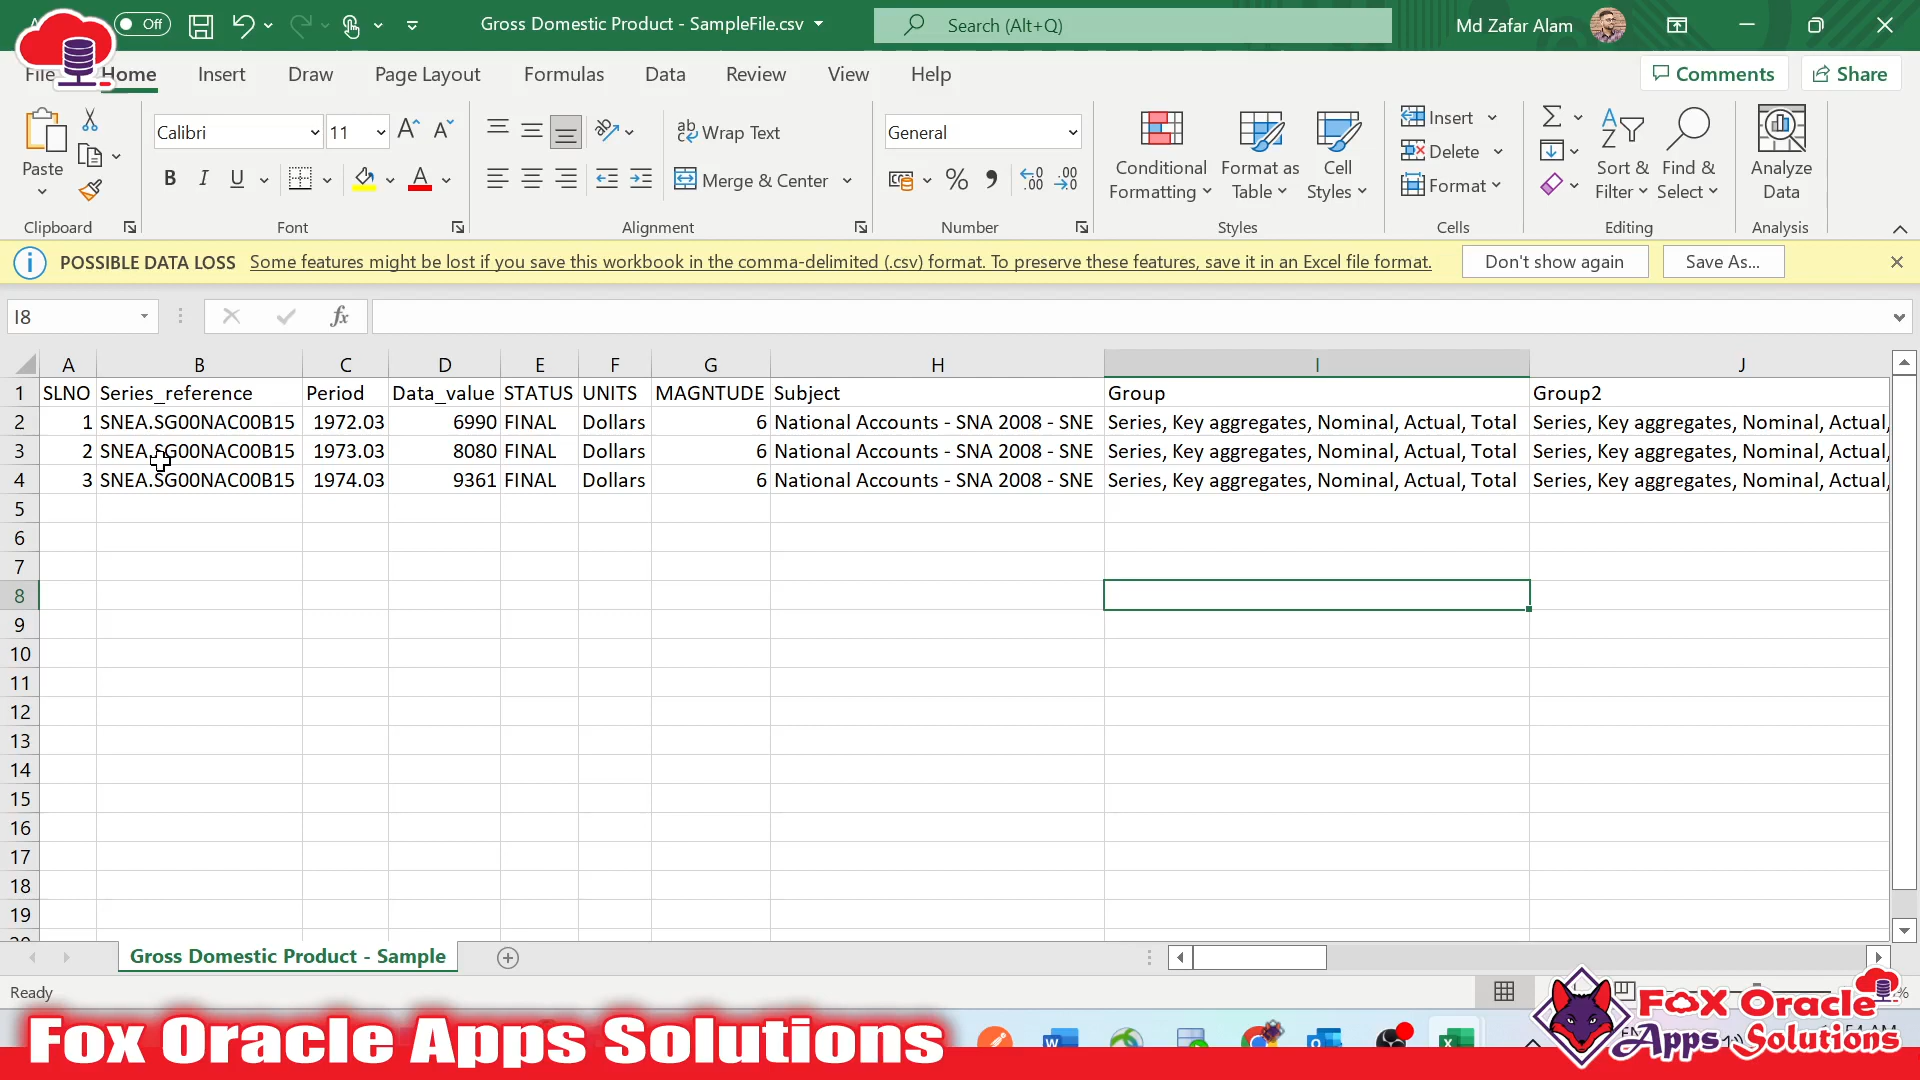 Off
Gross Domestic Product - SampleFile.csv
Search (Alt+Q)
Md Zafar Alam
File Home Insert Draw Page Layout Formulas Data Review View Help
Comments Share
Paste
Calibri 11
B I U
Wrap Text
Merge & Center
General
Conditional Formatting
Format as Table
Cell Styles
Insert
Delete
Format
Sort & Filter
Find & Select
Analyze Data
Clipboard Font Alignment Number Styles Cells Editing Analysis
POSSIBLE DATA LOSS Some features might be lost if you save this workbook in the comma-delimited (.csv) format. To preserve these features, save it in an Excel file format. Don't show again Save As...
I8 fx
A B C D E F G H I J
1 SLNO Series_reference Period Data_value STATUS UNITS MAGNTUDE Subject Group Group2
2 1 SNEA.SG00NAC00B15 1972.03 6990 FINAL Dollars 6 National Accounts - SNA 2008 - SNE Series, Key aggregates, Nominal, Actual, Total Series, Key aggregates, Nominal, Actual,
3 2 SNEA.SG00NAC00B15 1973.03 8080 FINAL Dollars 6 National Accounts - SNA 2008 - SNE Series, Key aggregates, Nominal, Actual, Total Series, Key aggregates, Nominal, Actual,
4 3 SNEA.SG00NAC00B15 1974.03 9361 FINAL Dollars 6 National Accounts - SNA 2008 - SNE Series, Key aggregates, Nominal, Actual, Total Series, Key aggregates, Nominal, Actual,
5
6
7
8
9
10
11
12
13
14
15
16
17
18
19
Gross Domestic Product - Sample
Ready
Fox Oracle Apps Solutions
FOX Oracle
Apps Solutions